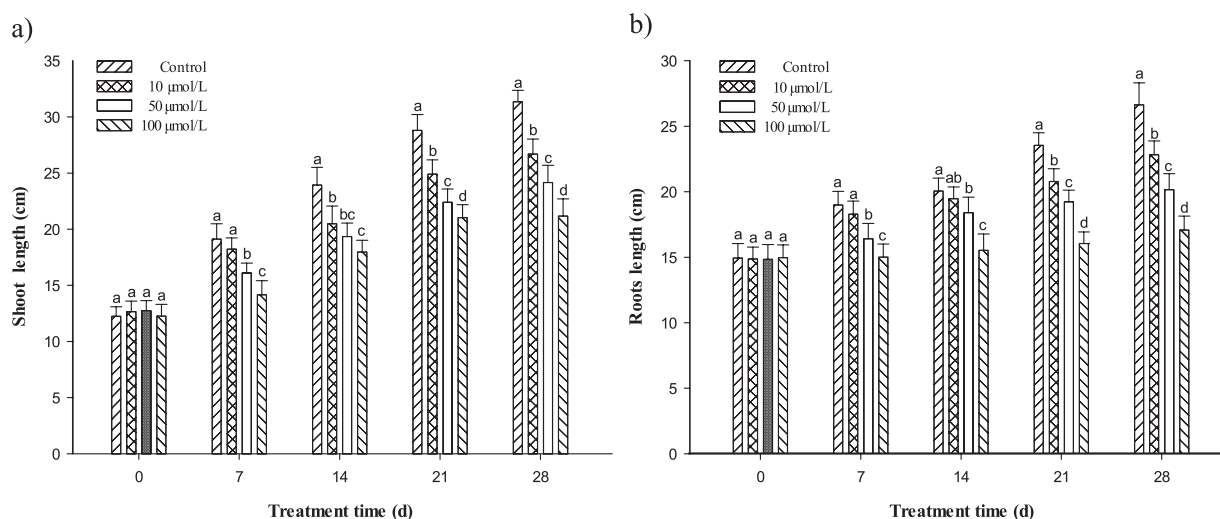 a)
35
30
25
20
15
10
5
0
Shoot length (cm)
Control
10 μmol/L
50 μmol/L
100 μmol/L
a a a a
a a b c
a b bc c
a b c d
a b c d
0 7 14 21 28
Treatment time (d)
b)
30
25
20
15
10
5
0
Roots length (cm)
Control
10 μmol/L
50 μmol/L
100 μmol/L
a a a a
a a b c
a ab b c
a b c d
a b c d
0 7 14 21 28
Treatment time (d)